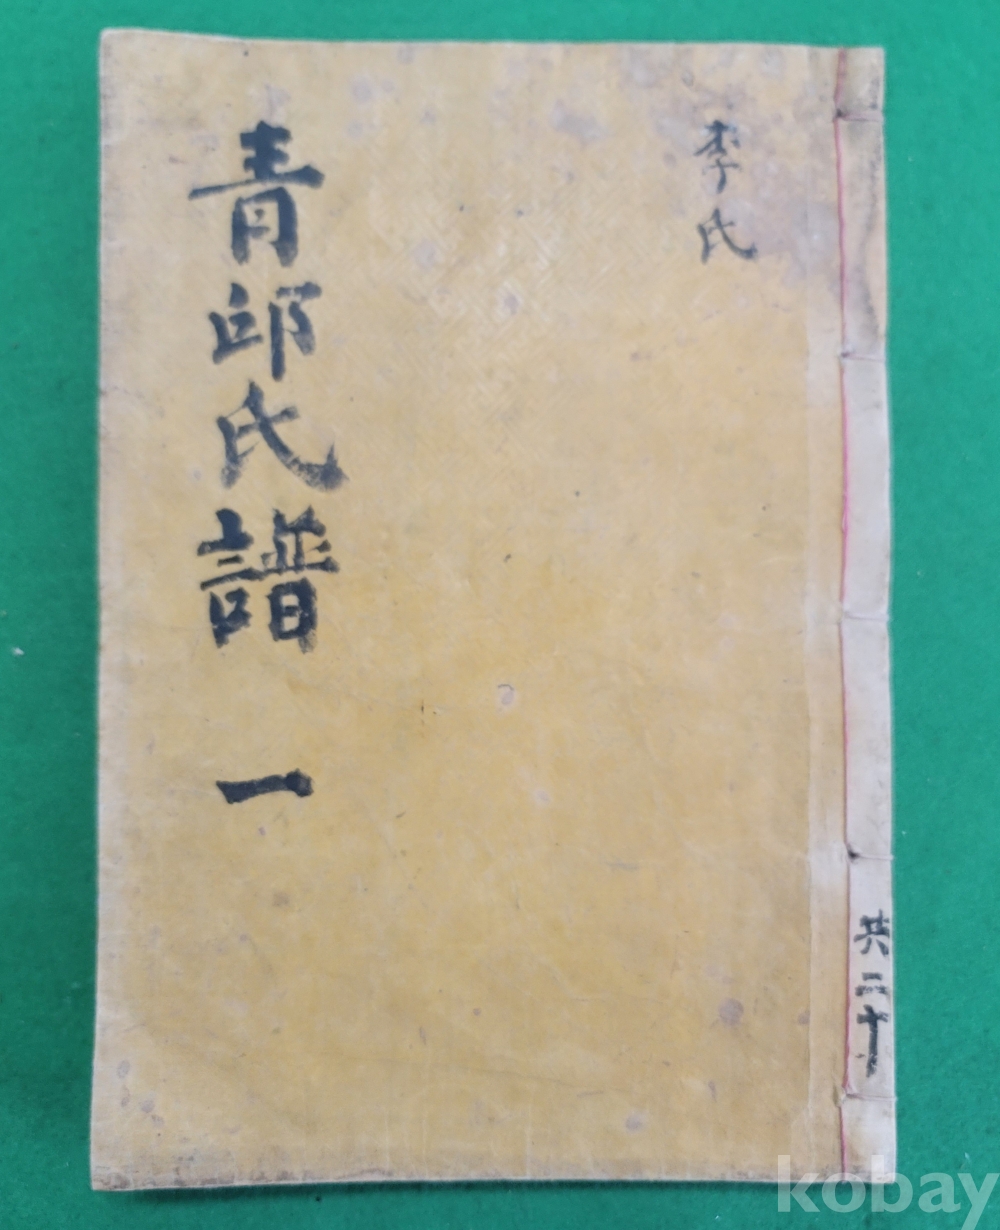 李氏
青邱氏譜 一
共二十
kobay